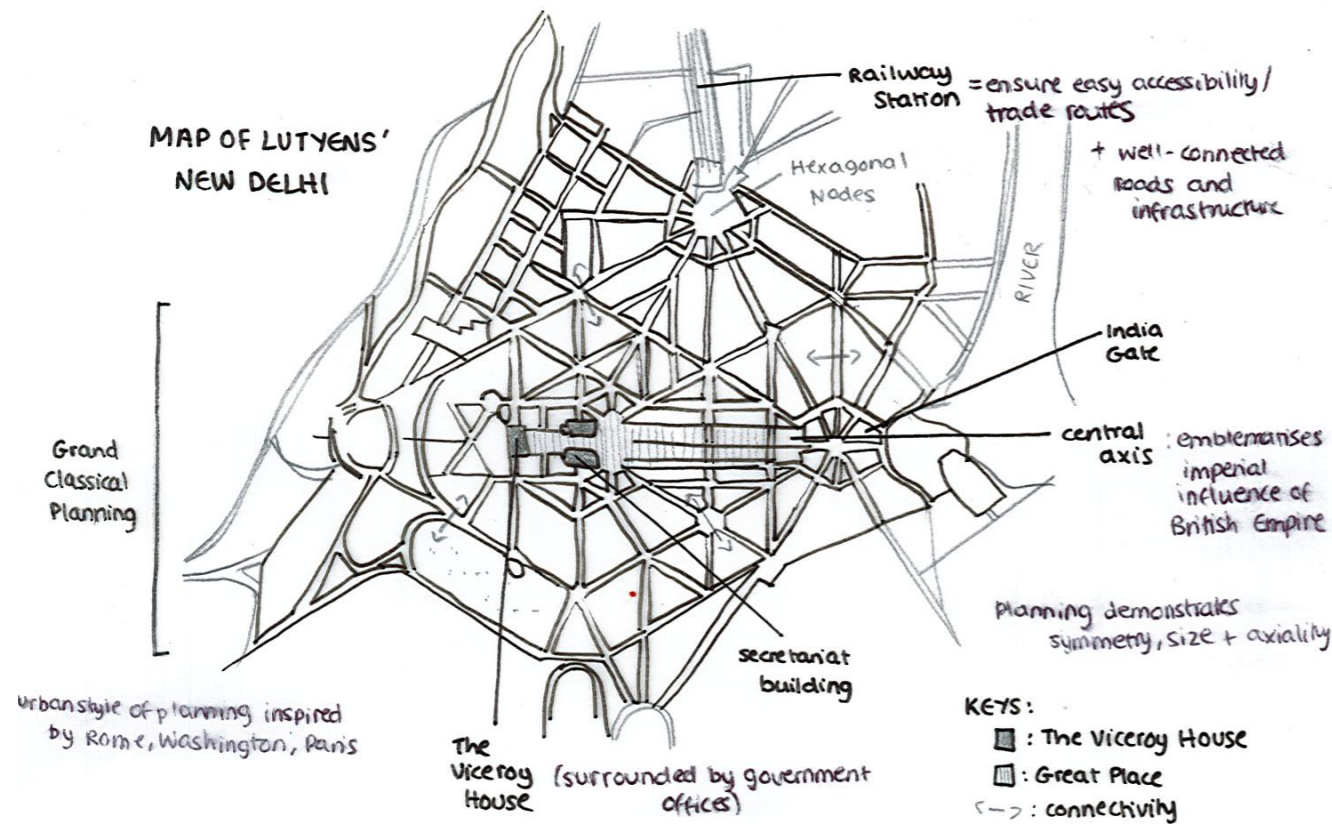 MAP OF LUTYENS'
NEW DELHI
Railway
Station
= ensure easy accessibility/
trade routes
+ well-connected
roads and
infrastructure
Hexagonal
Nodes
RIVER
India
Gate
central
axis
: emblematises
imperial
influence of
British Empire
Grand
Classical
Planning
Planning demonstrates
symmetry, size + axiality
secretariat
building
urban style of planning inspired
by Rome, Washington, Paris
The
Viceroy
House
(surrounded by government
offices)
KEYS:
: The Viceroy House
: Great Place
<--> : connectivity